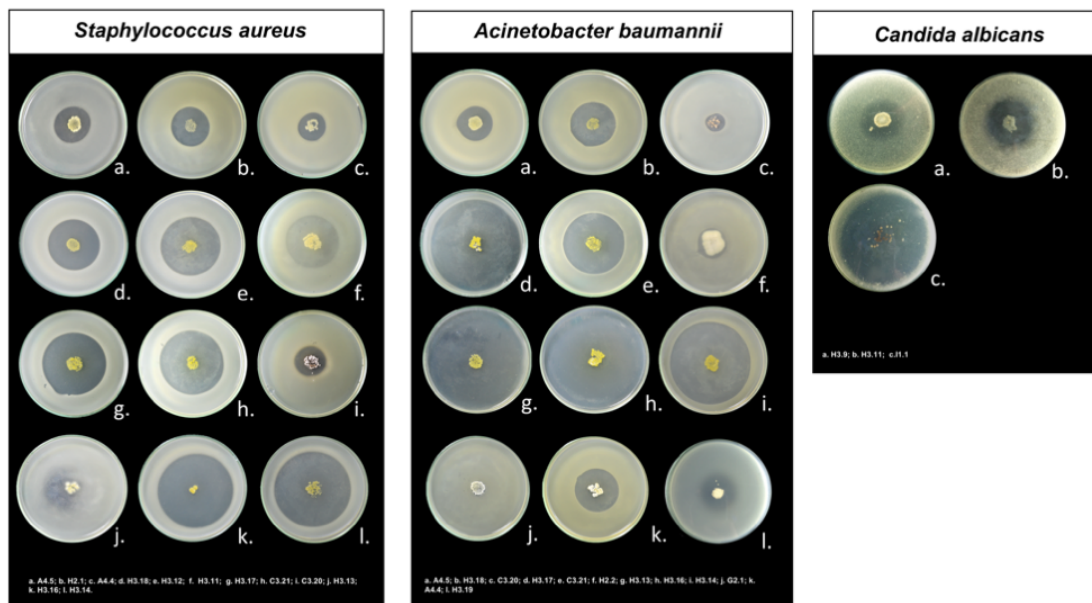 Staphylococcus aureus
a. b. c.
d. e. f.
g. h. i.
j. k. l.
a. A4.5; b. H2.1; c. A4.4; d. H3.18; e. H3.12; f. H3.11; g. H3.17; h. C3.21; i. C3.20; j. H3.13;
k. H3.16; l. H3.14.
Acinetobacter baumannii
a. b. c.
d. e. f.
g. h. i.
j. k. l.
a. A4.5; b. H3.18; c. C3.20; d. H3.17; e. C3.21; f. H2.2; g. H3.13; h. H3.16; i. H3.14; j. G2.1; k.
A4.4; l. H3.19
Candida albicans
a. b.
c.
a. H3.9; b. H3.11; c.I1.1